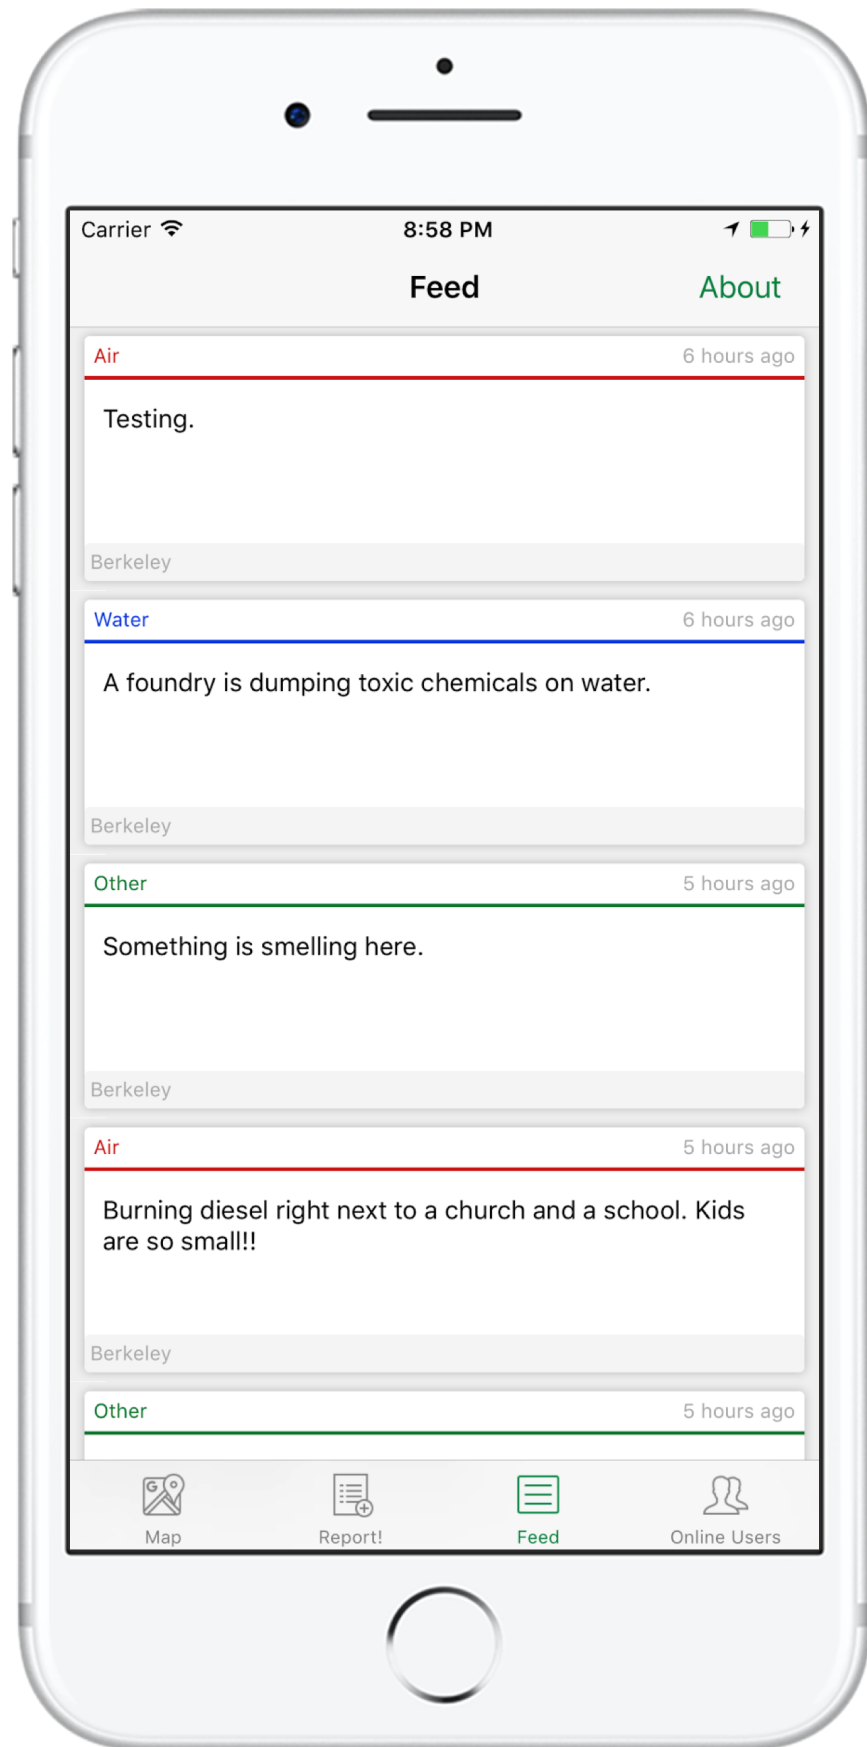 Carrier 8:58 PM
Feed About
Air 6 hours ago
Testing.
Berkeley
Water 6 hours ago
A foundry is dumping toxic chemicals on water.
Berkeley
Other 5 hours ago
Something is smelling here.
Berkeley
Air 5 hours ago
Burning diesel right next to a church and a school. Kids
are so small!!
Berkeley
Other 5 hours ago
G
Map Report! Feed Online Users